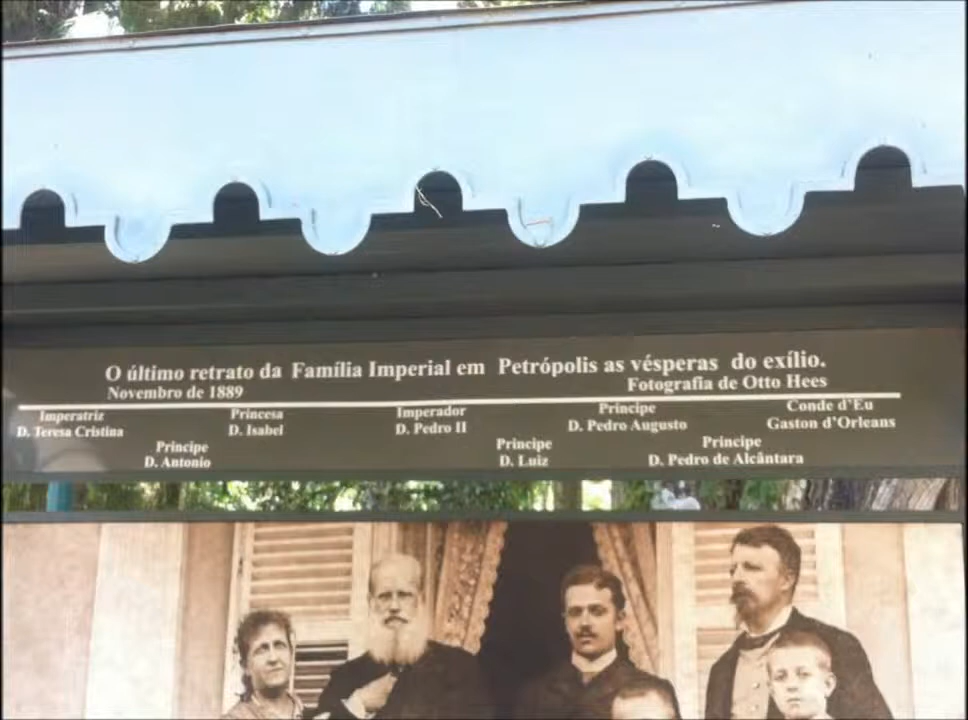 O último retrato da Família Imperial em Petrópolis as vésperas do exílio.
Novembro de 1889 Fotografia de Otto Hees
Imperatriz Princesa Imperador Principe Conde d'Eu
D. Teresa Cristina D. Isabel D. Pedro II D. Pedro Augusto Gaston d'Orleans
Principe Principe Principe
D. Antonio D. Luiz D. Pedro de Alcântara